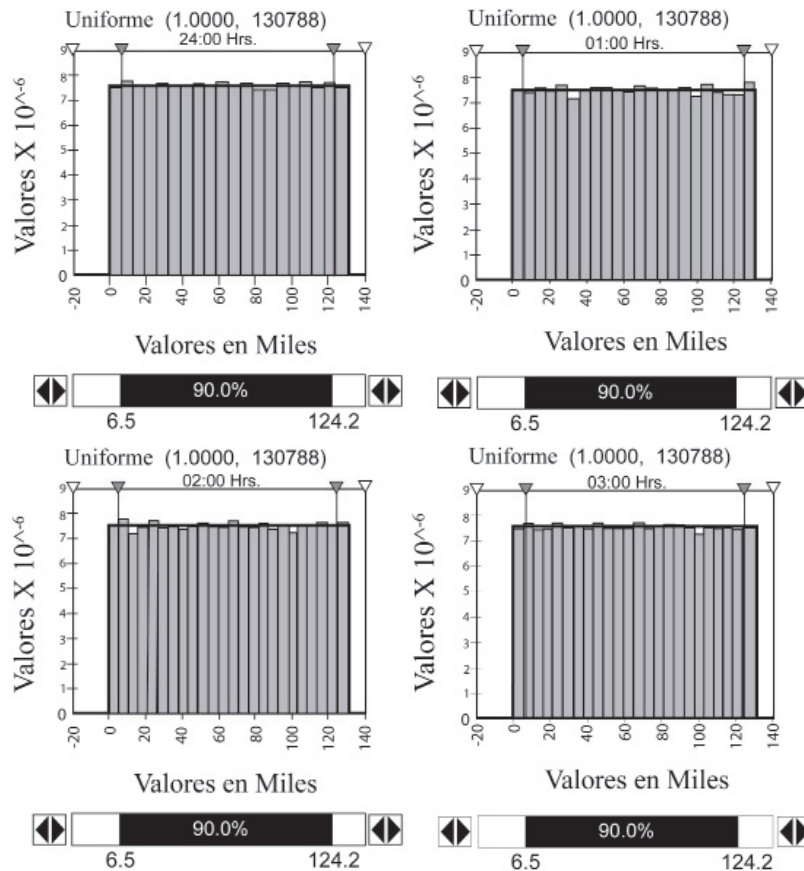 Uniforme (1.0000, 130788)
24:00 Hrs.
Valores X 10^-6
9
8
7
6
5
4
3
2
1
0
-20 0 20 40 60 80 100 120 140
Valores en Miles
90.0%
6.5 124.2
Uniforme (1.0000, 130788)
01:00 Hrs.
Valores X 10^-6
9
8
7
6
5
4
3
2
1
0
-20 0 20 40 60 80 100 120 140
Valores en Miles
90.0%
6.5 124.2
Uniforme (1.0000, 130788)
02:00 Hrs.
Valores X 10^-6
9
8
7
6
5
4
3
2
1
0
-20 0 20 40 60 80 100 120 140
Valores en Miles
90.0%
6.5 124.2
Uniforme (1.0000, 130788)
03:00 Hrs.
Valores X 10^-6
9
8
7
6
5
4
3
2
1
0
-20 0 20 40 60 80 100 120 140
Valores en Miles
90.0%
6.5 124.2